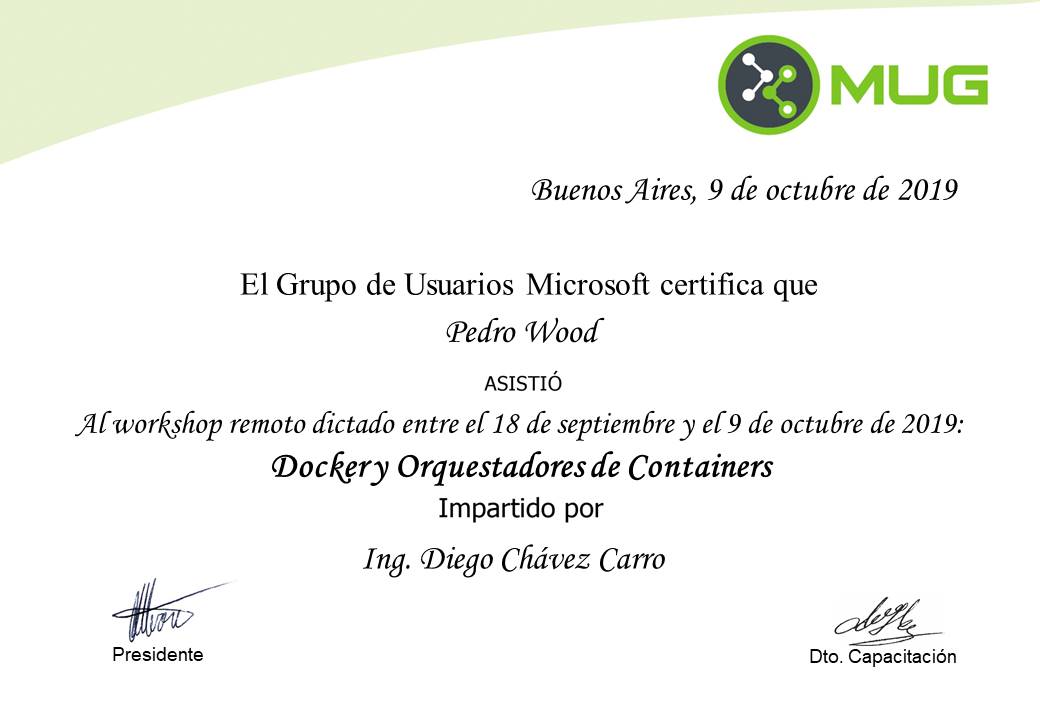 MUG
Buenos Aires, 9 de octubre de 2019
El Grupo de Usuarios Microsoft certifica que
Pedro Wood
ASISTIÓ
Al workshop remoto dictado entre el 18 de septiembre y el 9 de octubre de 2019:
Docker y Orquestadores de Containers
Impartido por
Ing. Diego Chávez Carro
Presidente
Dto. Capacitación